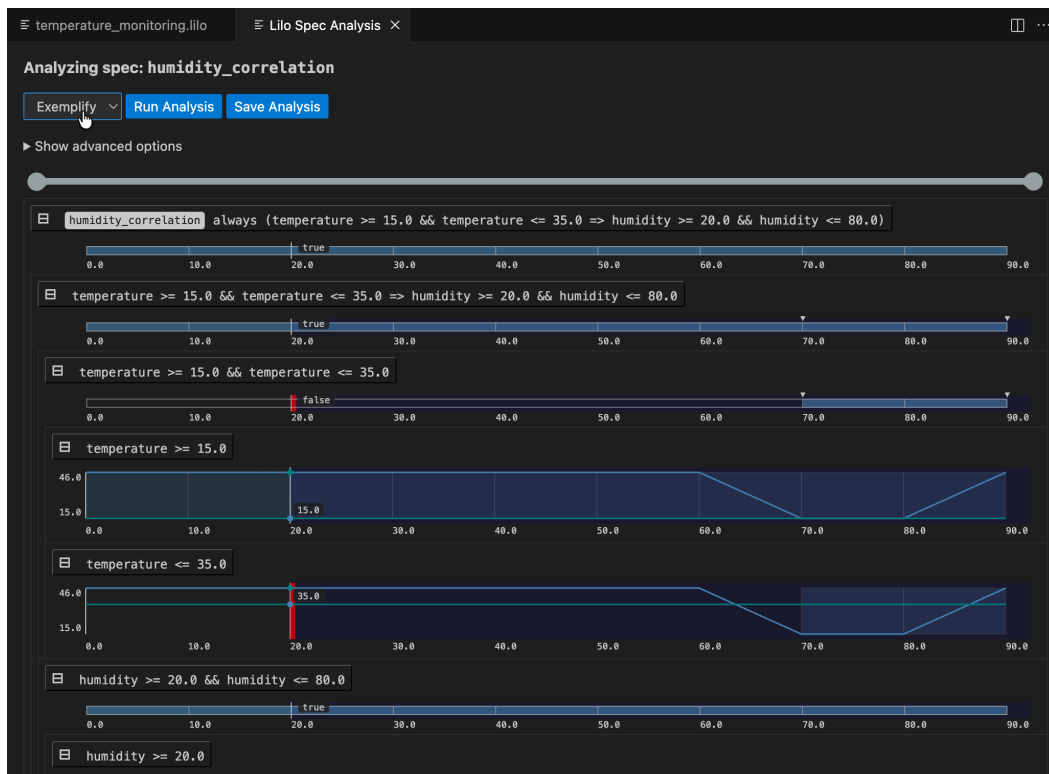 temperature_monitoring.lilo
Lilo Spec Analysis
Analyzing spec: humidity_correlation
Exemplify
Run Analysis
Save Analysis
Show advanced options
humidity_correlation always (temperature >= 15.0 && temperature <= 35.0 => humidity >= 20.0 && humidity <= 80.0)
true
0.0 10.0 20.0 30.0 40.0 50.0 60.0 70.0 80.0 90.0
temperature >= 15.0 && temperature <= 35.0 => humidity >= 20.0 && humidity <= 80.0
true
0.0 10.0 20.0 30.0 40.0 50.0 60.0 70.0 80.0 90.0
temperature >= 15.0 && temperature <= 35.0
false
0.0 10.0 20.0 30.0 40.0 50.0 60.0 70.0 80.0 90.0
temperature >= 15.0
46.0
15.0
15.0
0.0 10.0 20.0 30.0 40.0 50.0 60.0 70.0 80.0 90.0
temperature <= 35.0
46.0
35.0
15.0
0.0 10.0 20.0 30.0 40.0 50.0 60.0 70.0 80.0 90.0
humidity >= 20.0 && humidity <= 80.0
true
0.0 10.0 20.0 30.0 40.0 50.0 60.0 70.0 80.0 90.0
humidity >= 20.0